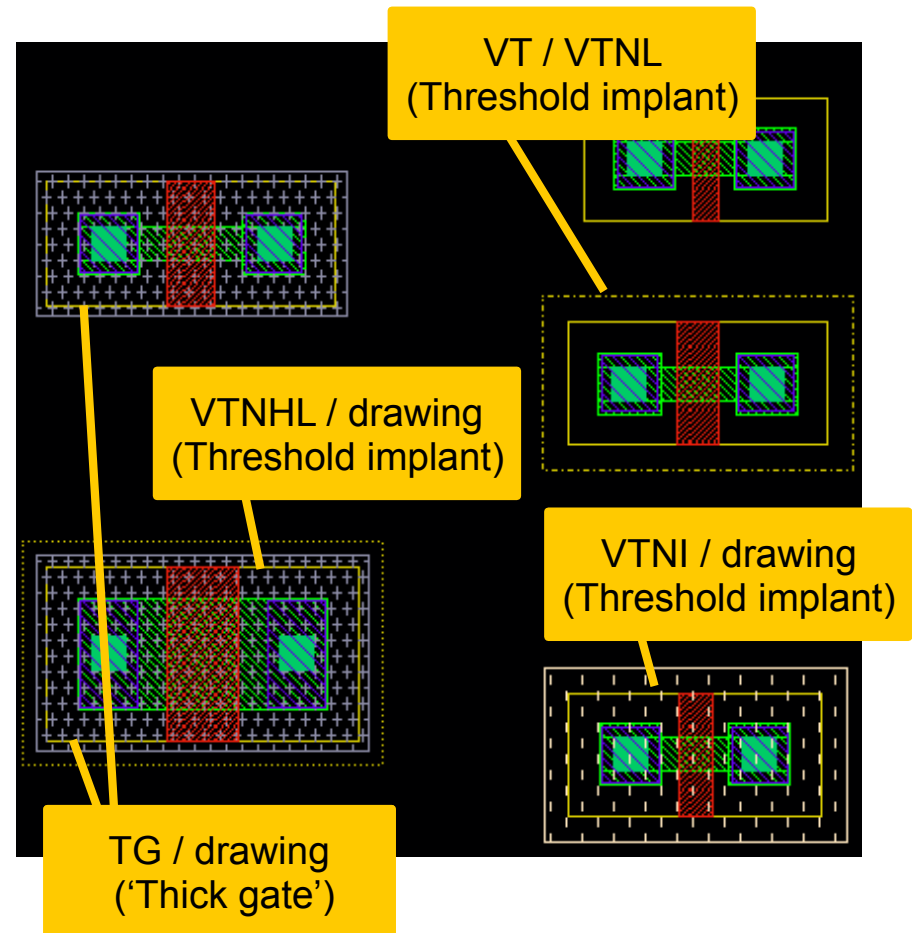 VT / VTNL
(Threshold implant)
VTNHL / drawing
(Threshold implant)
VTNI / drawing
(Threshold implant)
TG / drawing
(‘Thick gate’)